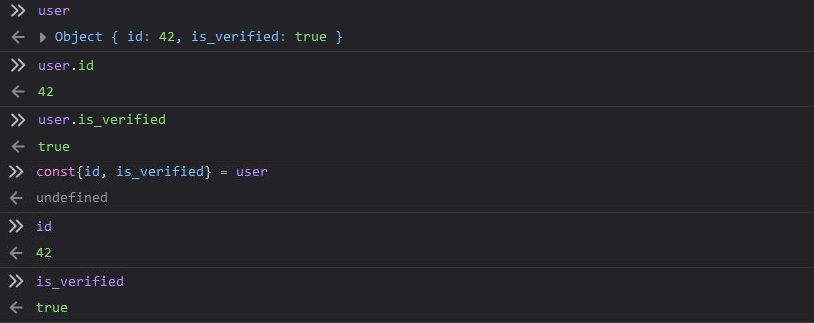 user
Object { id: 42, is_verified: true }
user.id
42
user.is_verified
true
const{id, is_verified} = user
undefined
id
42
is_verified
true